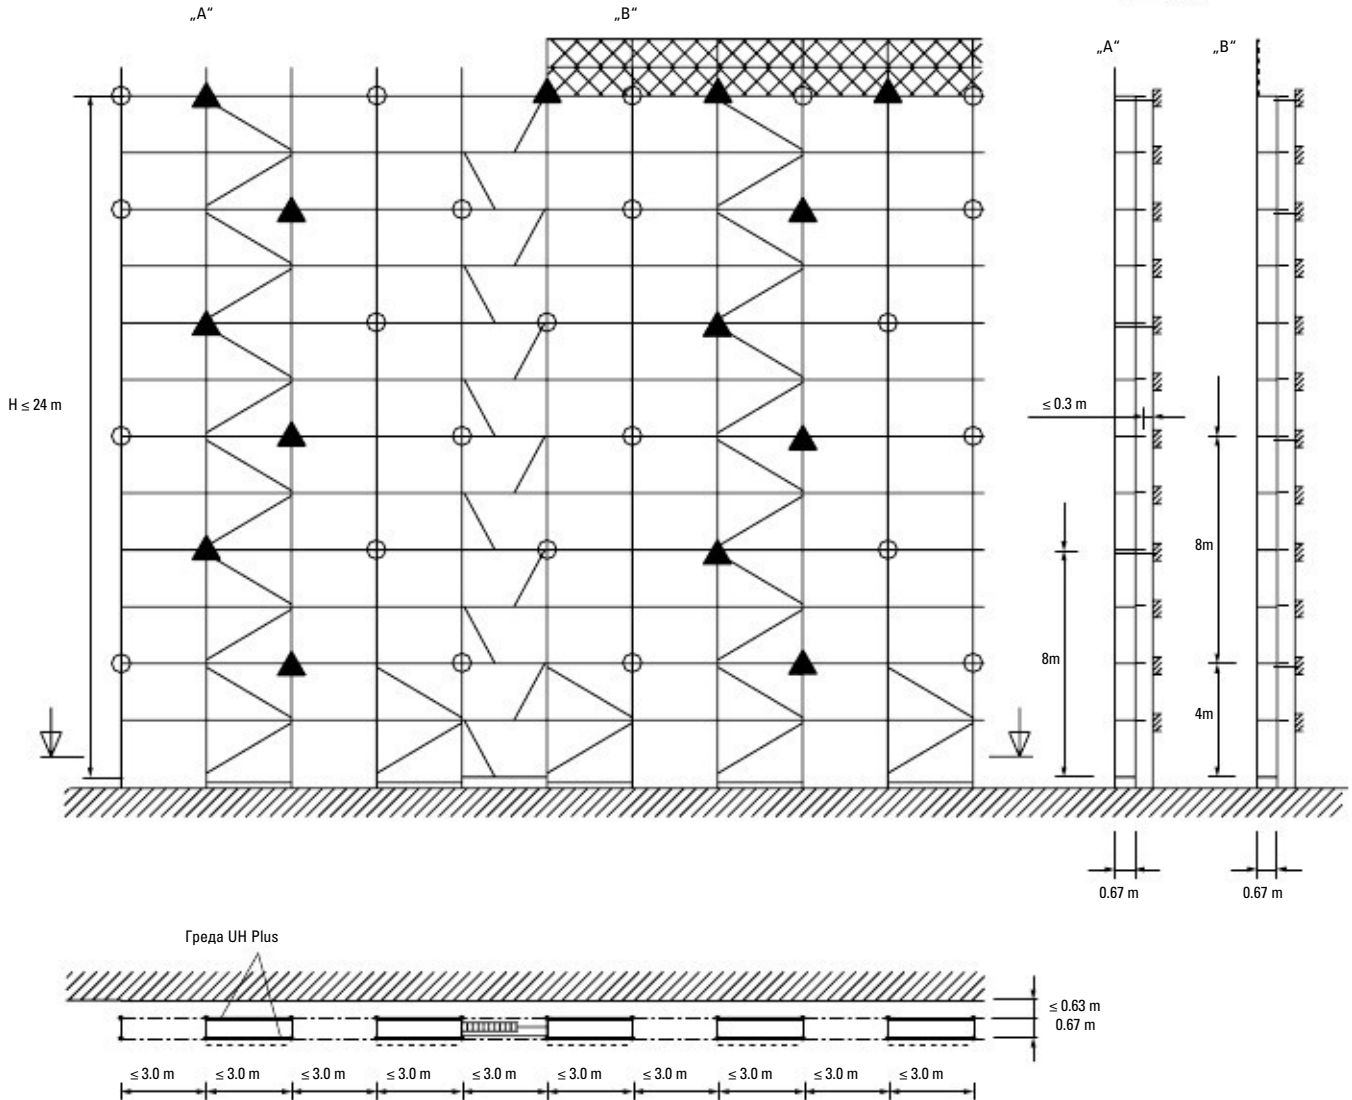 „A“
„B“
„A“
„B“
H ≤ 24 m
≤ 0.3 m
8m
8m
4m
0.67 m
0.67 m
Греда UH Plus
≤ 0.63 m
0.67 m
≤ 3.0 m
≤ 3.0 m
≤ 3.0 m
≤ 3.0 m
≤ 3.0 m
≤ 3.0 m
≤ 3.0 m
≤ 3.0 m
≤ 3.0 m
≤ 3.0 m